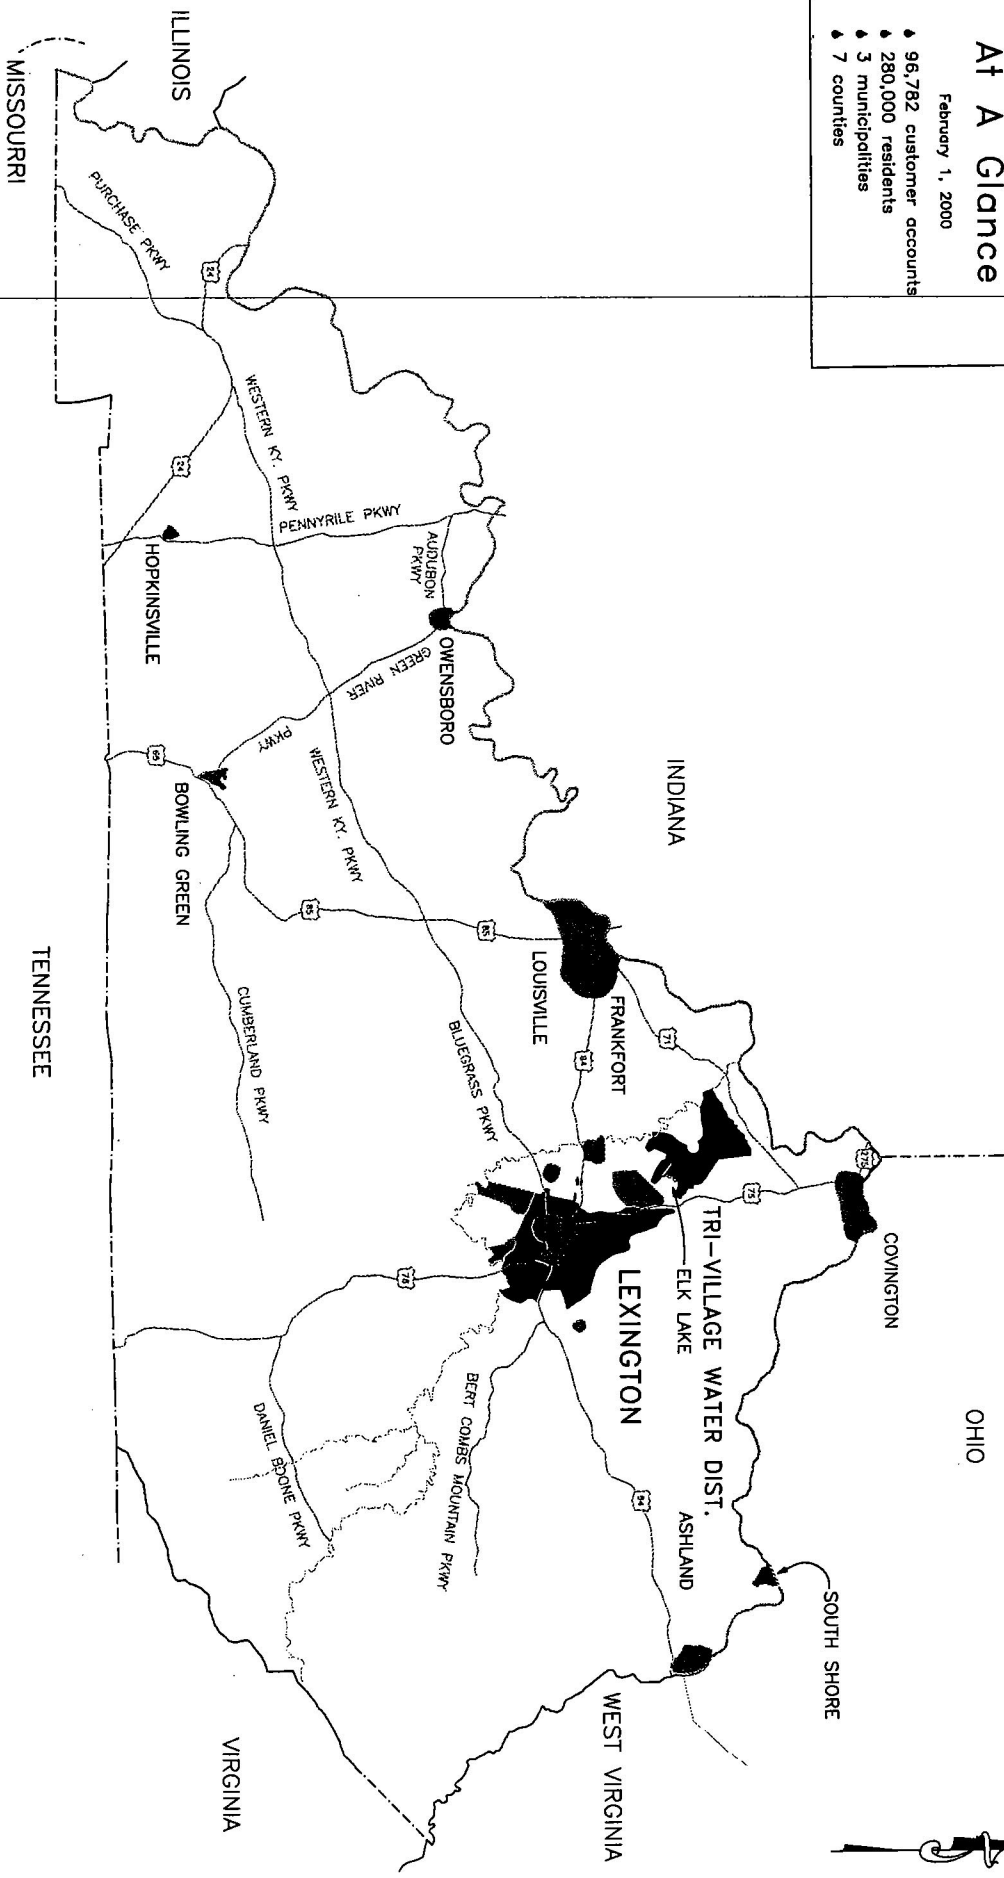 At A Glance
February 1, 2000
96,782 customer accounts
280,000 residents
3 municipalities
7 counties
OHIO
INDIANA
ILLINOIS
MISSOURRI
TENNESSEE
VIRGINIA
WEST VIRGINIA
COVINGTON
275
SOUTH SHORE
ASHLAND
TRI-VILLAGE WATER DIST.
ELK LAKE
LEXINGTON
75
71
FRANKFORT
LOUISVILLE
64
64
65
65
65
75
OWENSBORO
AUDUBON
PKWY
GREEN RIVER
PKWY
PENNYRILE PKWY
HOPKINSVILLE
BOWLING GREEN
WESTERN KY. PKWY
WESTERN KY. PKWY
BLUEGRASS PKWY
CUMBERLAND PKWY
BERT COMBS MOUNTAIN PKWY
DANIEL BOONE PKWY
PURCHASE PKWY
24
24